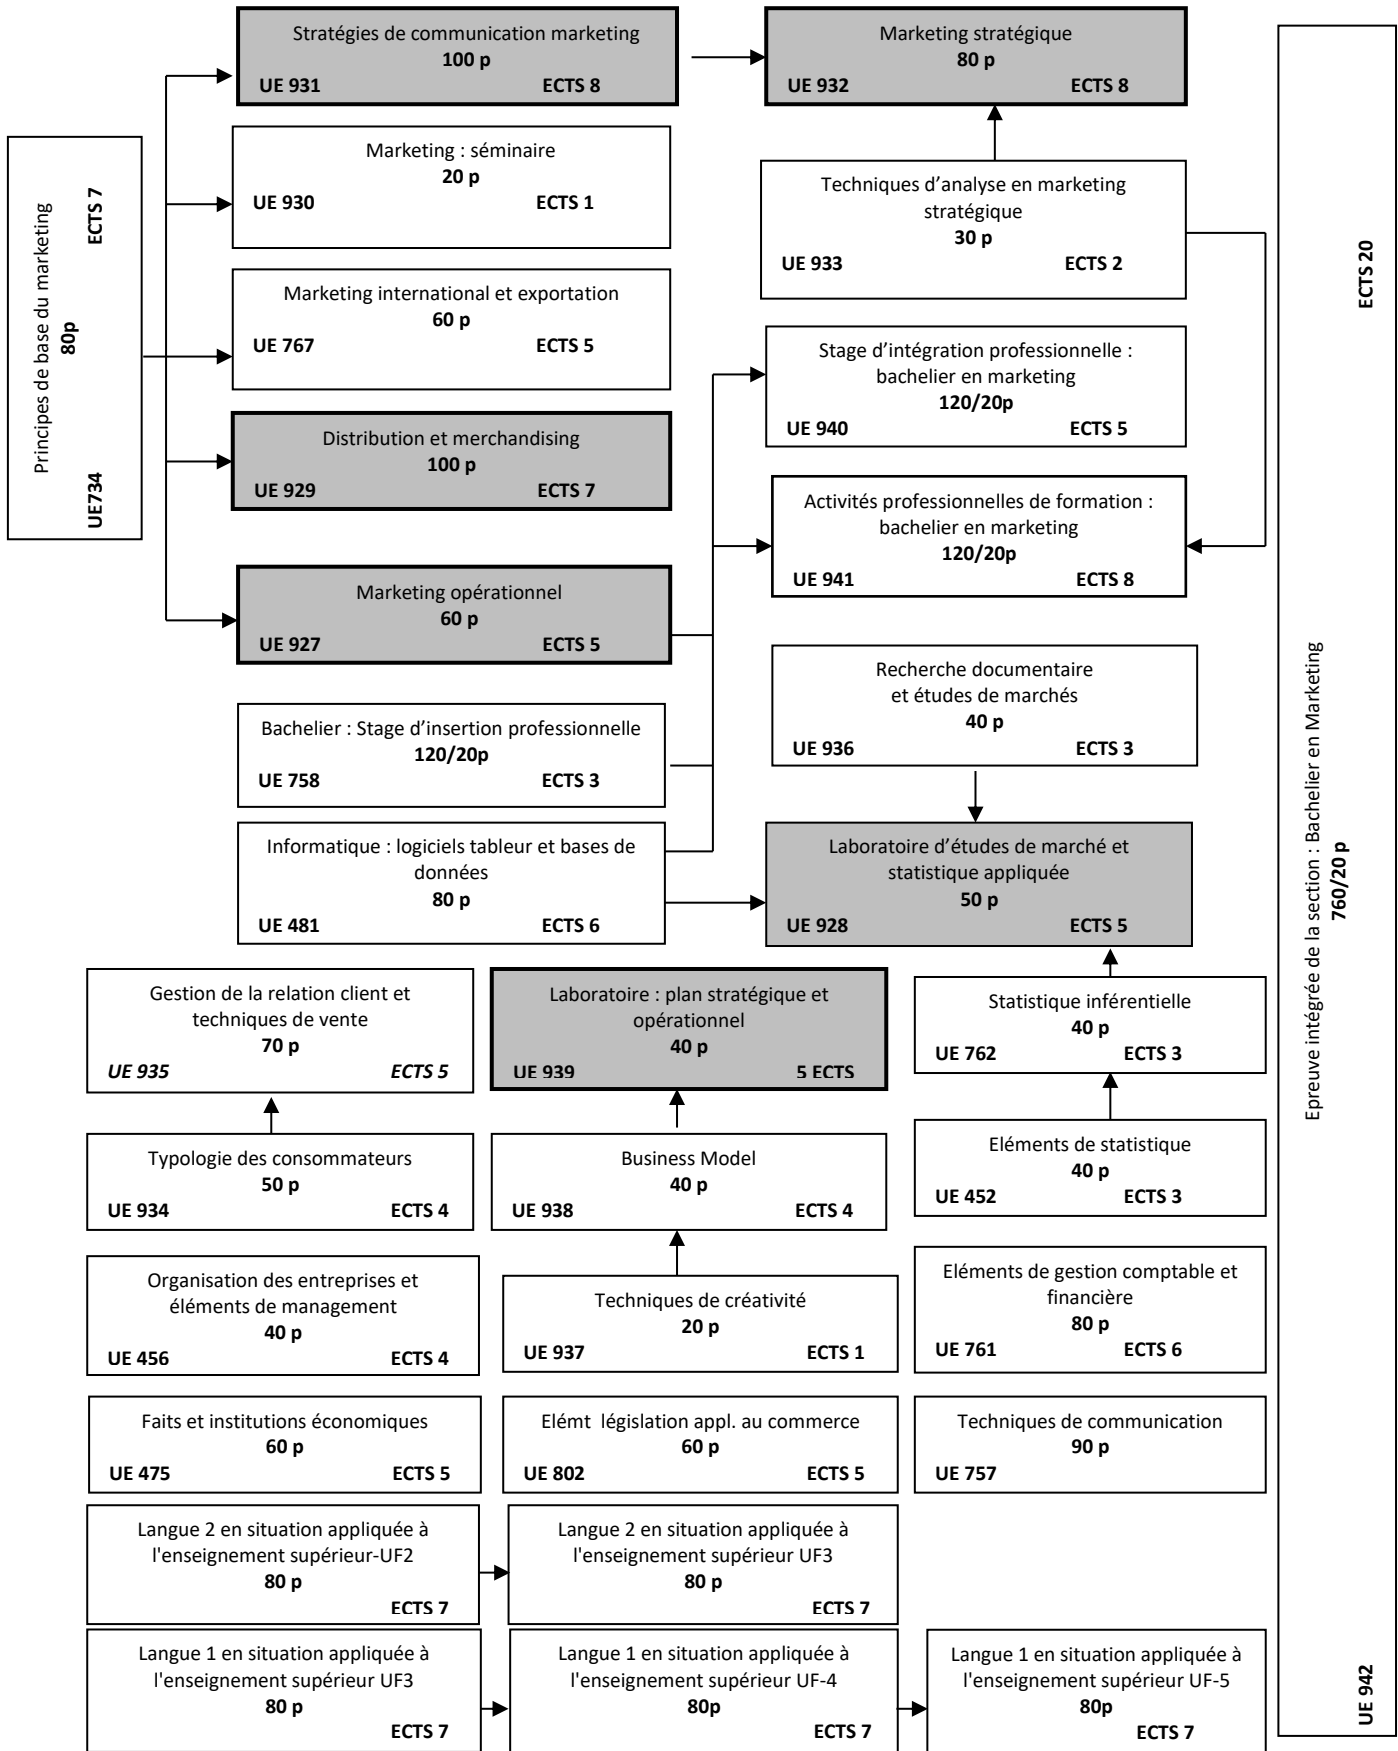 Stratégies de communication marketing
100 p
UE 931 ECTS 8
Marketing stratégique
80 p
UE 932 ECTS 8
Principes de base du marketing
80p
UE734 ECTS 7
Marketing : séminaire
20 p
UE 930 ECTS 1
Techniques d'analyse en marketing
stratégique
30 p
UE 933 ECTS 2
Marketing international et exportation
60 p
UE 767 ECTS 5
Stage d'intégration professionnelle :
bachelier en marketing
120/20p
UE 940 ECTS 5
Distribution et merchandising
100 p
UE 929 ECTS 7
Activités professionnelles de formation :
bachelier en marketing
120/20p
UE 941 ECTS 8
Marketing opérationnel
60 p
UE 927 ECTS 5
Recherche documentaire
et études de marchés
40 p
UE 936 ECTS 3
Bachelier : Stage d'insertion professionnelle
120/20p
UE 758 ECTS 3
Informatique : logiciels tableur et bases de
données
80 p
UE 481 ECTS 6
Laboratoire d'études de marché et
statistique appliquée
50 p
UE 928 ECTS 5
Gestion de la relation client et
techniques de vente
70 p
UE 935 ECTS 5
Laboratoire : plan stratégique et
opérationnel
40 p
UE 939 5 ECTS
Statistique inférentielle
40 p
UE 762 ECTS 3
Typologie des consommateurs
50 p
UE 934 ECTS 4
Business Model
40 p
UE 938 ECTS 4
Eléments de statistique
40 p
UE 452 ECTS 3
Organisation des entreprises et
éléments de management
40 p
UE 456 ECTS 4
Techniques de créativité
20 p
UE 937 ECTS 1
Eléments de gestion comptable et
financière
80 p
UE 761 ECTS 6
Faits et institutions économiques
60 p
UE 475 ECTS 5
Elémt législation appl. au commerce
60 p
UE 802 ECTS 5
Techniques de communication
90 p
UE 757
Langue 2 en situation appliquée à
l'enseignement supérieur-UF2
80 p
ECTS 7
Langue 2 en situation appliquée à
l'enseignement supérieur UF3
80 p
ECTS 7
Langue 1 en situation appliquée à
l'enseignement supérieur UF3
80 p
ECTS 7
Langue 1 en situation appliquée à
l'enseignement supérieur UF-4
80p
ECTS 7
Langue 1 en situation appliquée à
l'enseignement supérieur UF-5
80p
ECTS 7
Epreuve intégrée de la section : Bachelier en Marketing
760/20 p
UE 942 ECTS 20